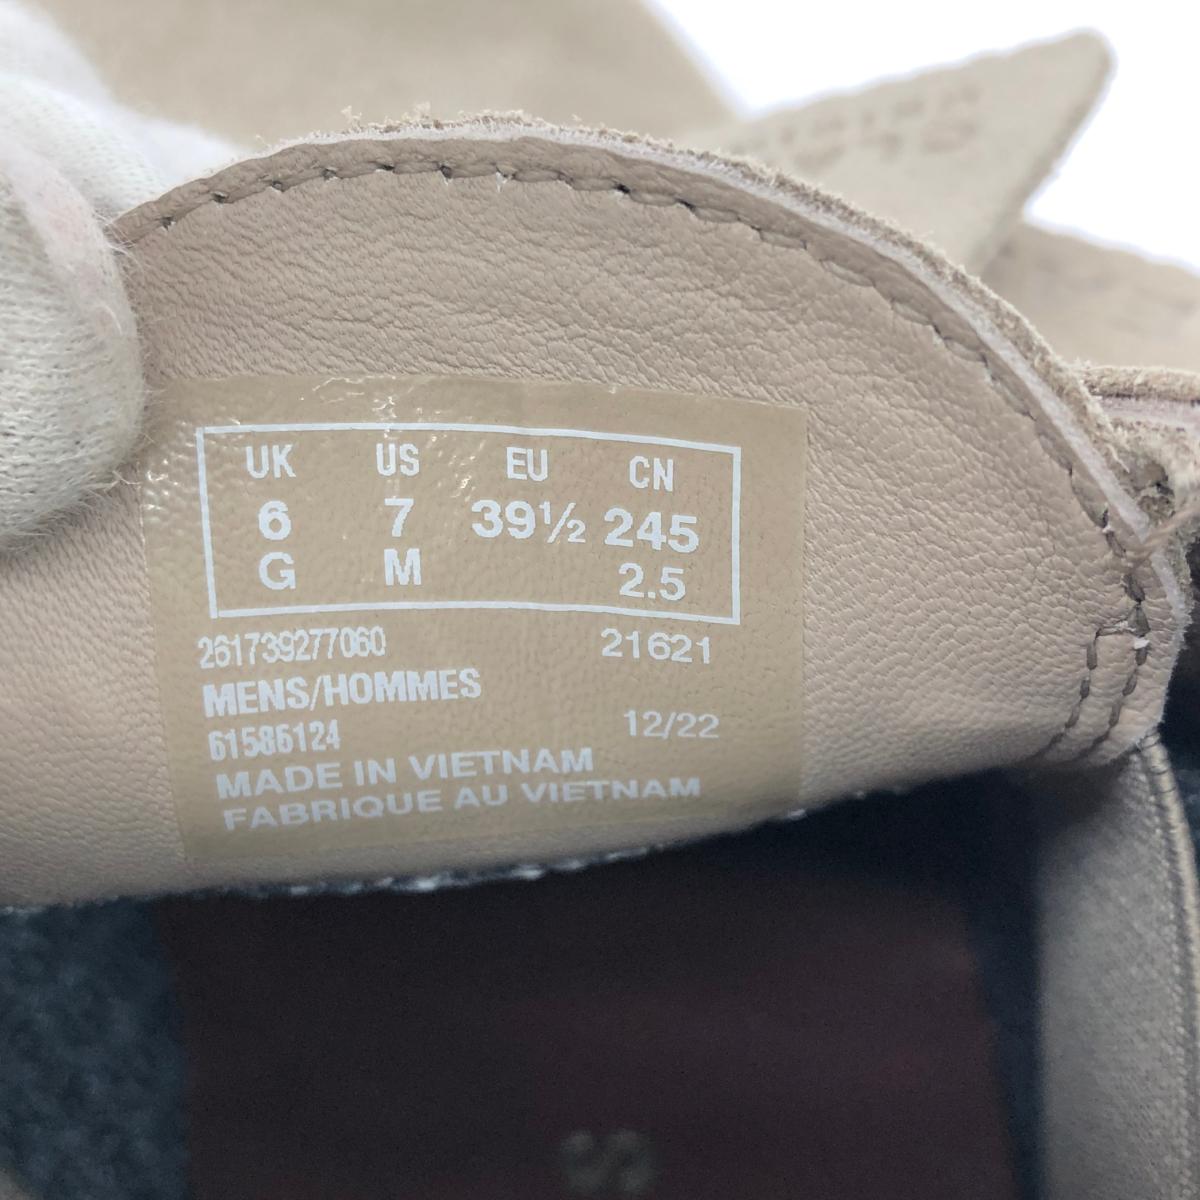 UK US EU CN
6 7 39½ 245
G M 2.5
261739277060 21621
MENS/HOMMES
61586124 12/22
MADE IN VIETNAM
FABRIQUE AU VIETNAM